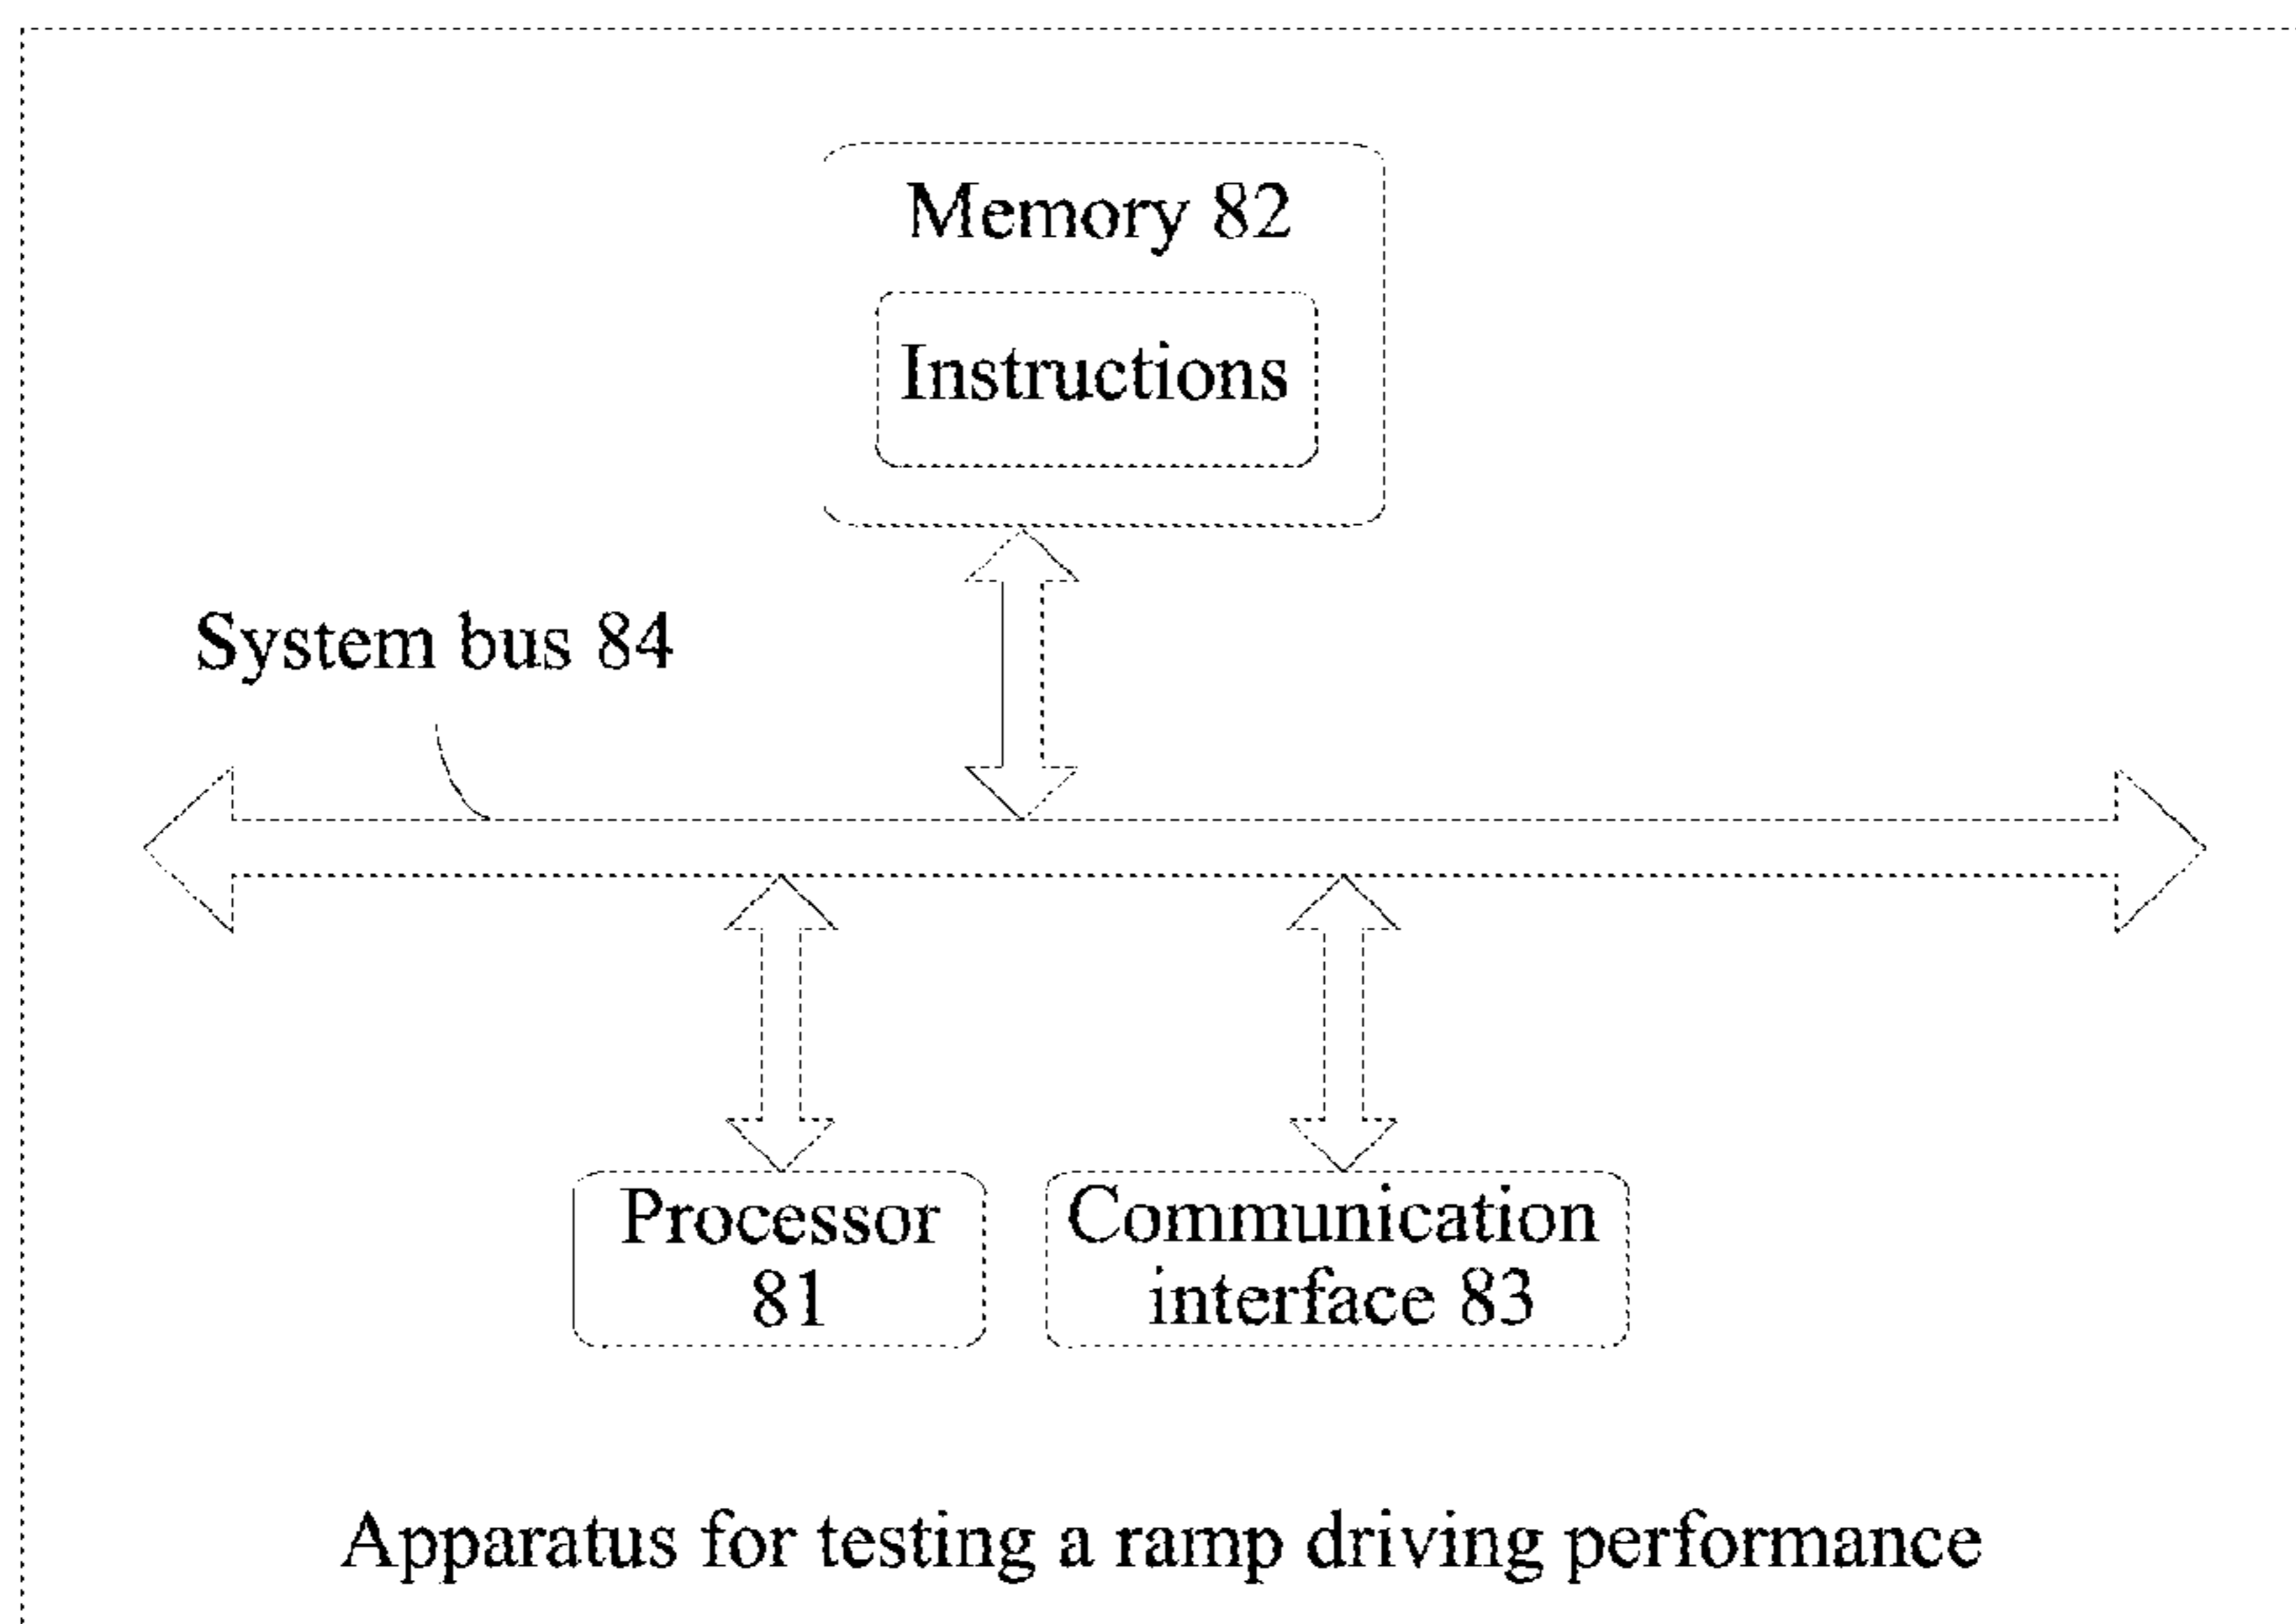 Memory 82
Instructions
System bus 84
Processor
81
Communication
interface 83
Apparatus for testing a ramp driving performance